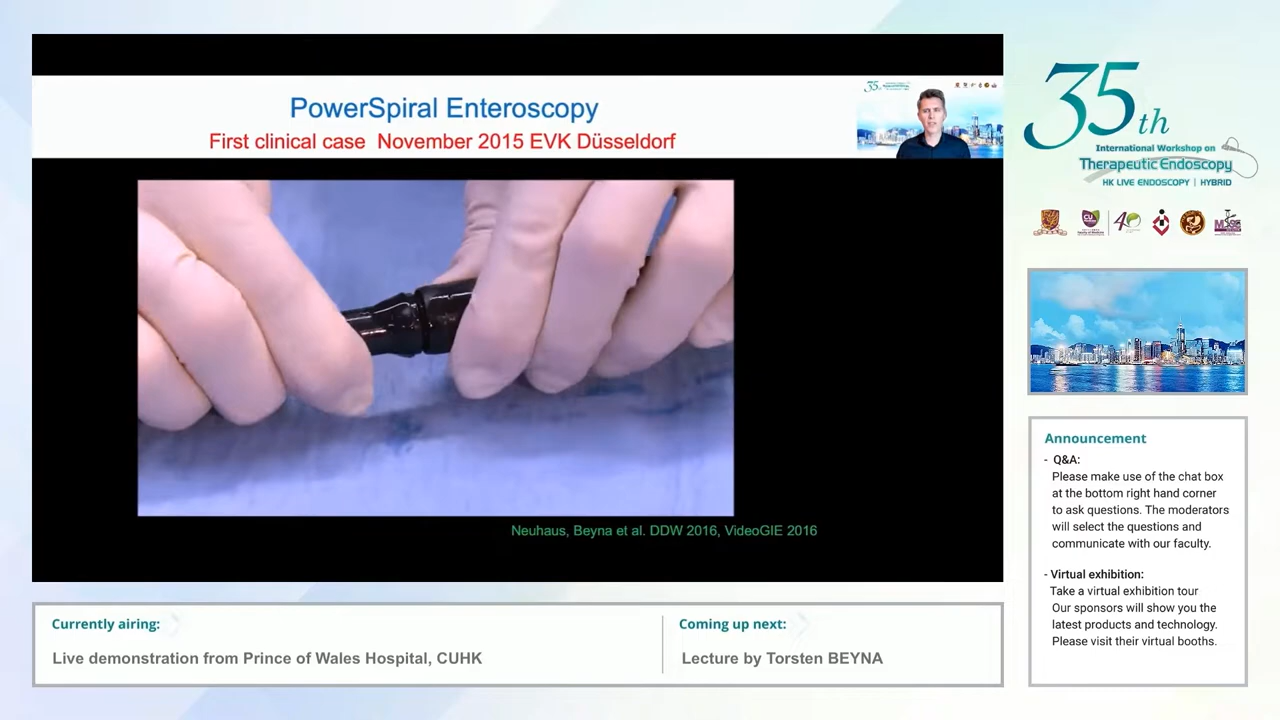 PowerSpiral Enteroscopy
First clinical case November 2015 EVK Düsseldorf
Neuhaus, Beyna et al. DDW 2016, VideoGIE 2016
35th
International Workshop on
Therapeutic Endoscopy
HK LIVE ENDOSCOPY | HYBRID
Announcement
- Q&A:
Please make use of the chat box
at the bottom right hand corner
to ask questions. The moderators
will select the questions and
communicate with our faculty.
- Virtual exhibition:
Take a virtual exhibition tour
Our sponsors will show you the
latest products and technology.
Please visit their virtual booths.
Currently airing:
Live demonstration from Prince of Wales Hospital, CUHK
Coming up next:
Lecture by Torsten BEYNA